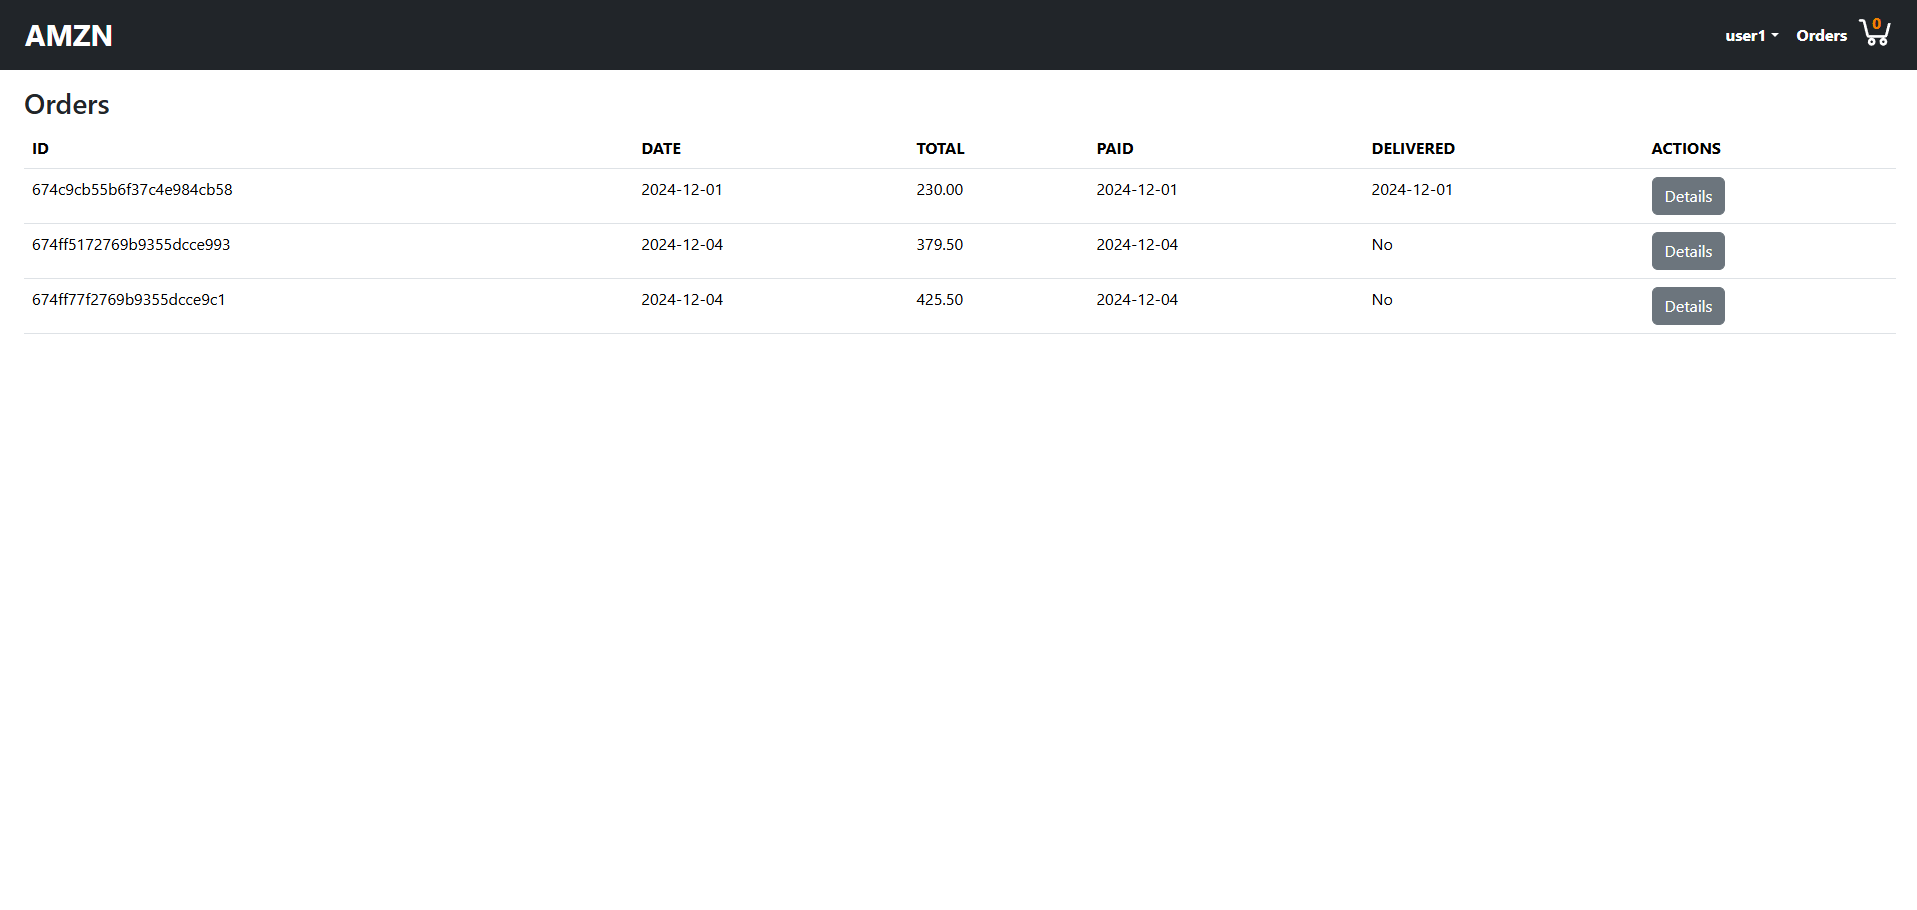 AMZN user1 Orders 0
Orders
ID DATE TOTAL PAID DELIVERED ACTIONS
674c9cb55b6f37c4e984cb58 2024-12-01 230.00 2024-12-01 2024-12-01 Details
674ff5172769b9355dcce993 2024-12-04 379.50 2024-12-04 No Details
674ff77f2769b9355dcce9c1 2024-12-04 425.50 2024-12-04 No Details